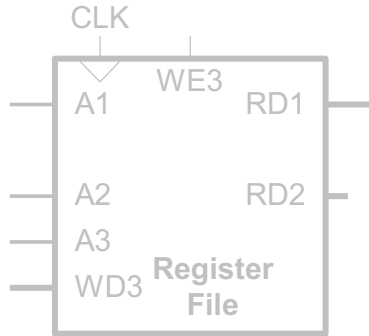 CLK
WE3
A1
RD1
A2
RD2
A3
WD3
Register
File